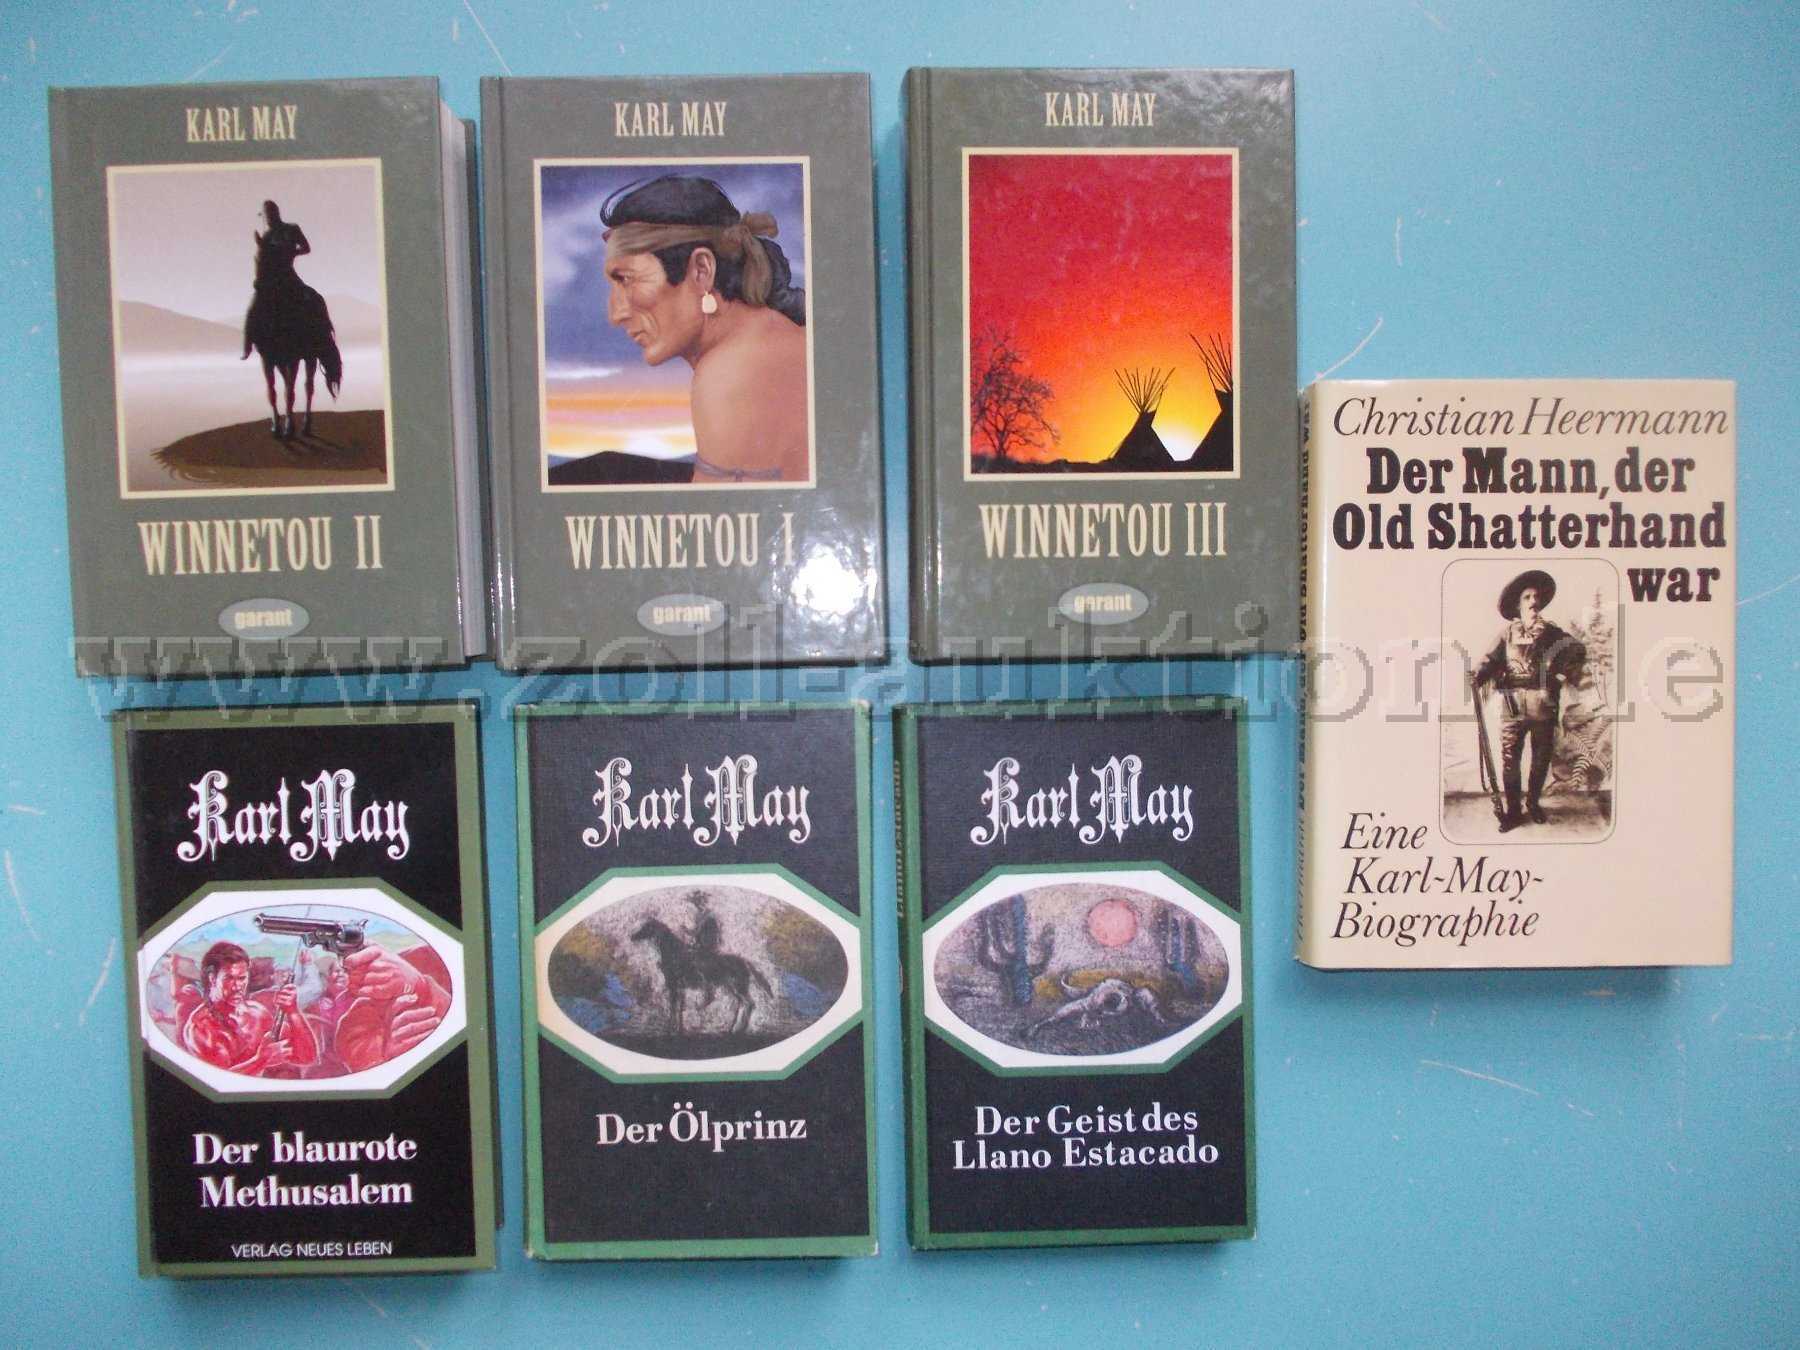 KARL MAY
WINNETOU II
garant
KARL MAY
WINNETOU I
garant
KARL MAY
WINNETOU III
garant
Christian Heermann
Der Mann, der
Old Shatterhand
war
Eine
Karl-May-
Biographie
www.zoll-auktion.de
Karl May
Der blaurote
Methusalem
VERLAG NEUES LEBEN
Karl May
Der Ölprinz
Karl May
Der Geist des
Llano Estacado